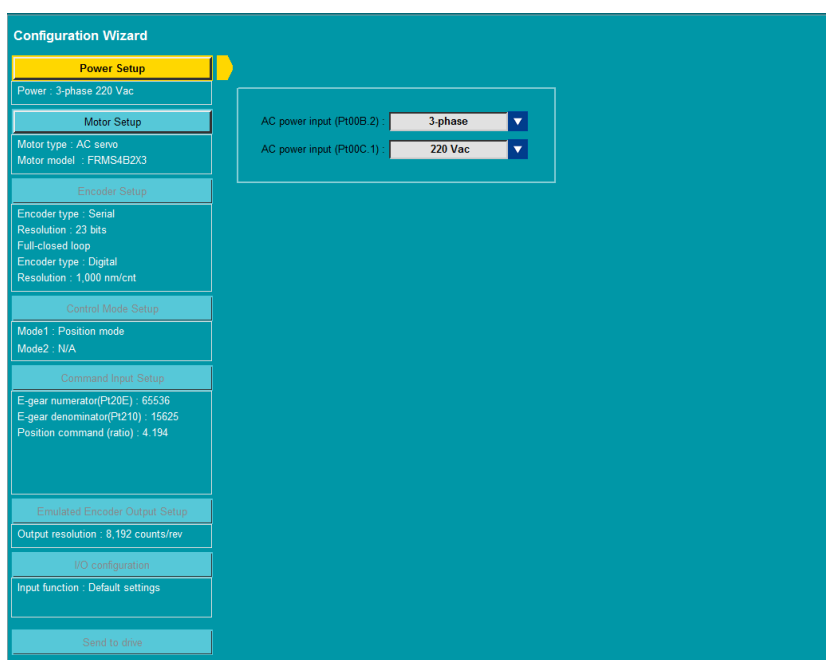 Configuration Wizard
Power Setup
Power : 3-phase 220 Vac
Motor Setup
Motor type : AC servo
Motor model : FRMS4B2X3
Encoder Setup
Encoder type : Serial
Resolution : 23 bits
Full-closed loop
Encoder type : Digital
Resolution : 1,000 nm/cnt
Control Mode Setup
Mode1 : Position mode
Mode2 : N/A
Command Input Setup
E-gear numerator(Pt20E) : 65536
E-gear denominator(Pt210) : 15625
Position command (ratio) : 4.194
Emulated Encoder Output Setup
Output resolution : 8,192 counts/rev
I/O configuration
Input function : Default settings
Send to drive
AC power input (Pt00B.2) : 3-phase
AC power input (Pt00C.1) : 220 Vac